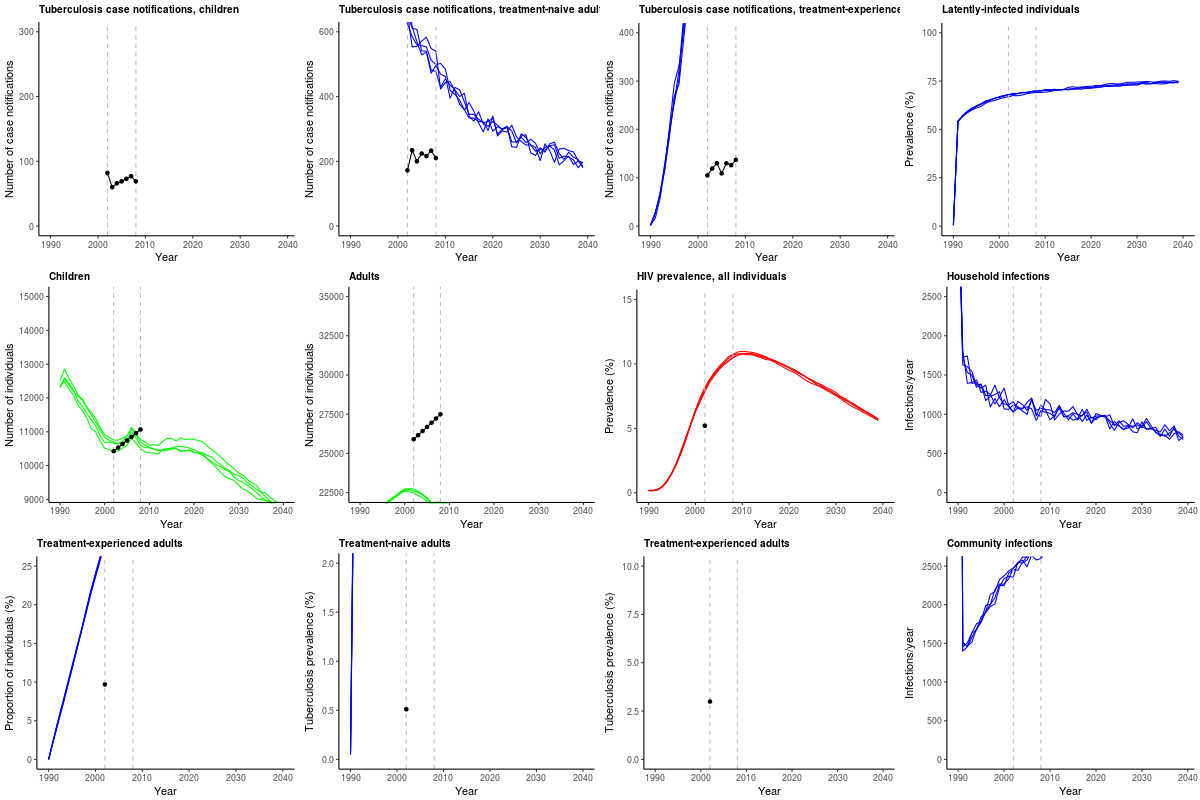 Tuberculosis case notifications, children
Number of case notifications
300
200
100
0
1990 2000 2010 2020 2030 2040
Year
Tuberculosis case notifications, treatment-naive adul
Number of case notifications
600
400
200
0
1990 2000 2010 2020 2030 2040
Year
Tuberculosis case notifications, treatment-experience
Number of case notifications
400
300
200
100
0
1990 2000 2010 2020 2030 2040
Year
Latently-infected individuals
Prevalence (%)
100
75
50
25
0
1990 2000 2010 2020 2030 2040
Year
Children
Number of individuals
15000
14000
13000
12000
11000
10000
9000
1990 2000 2010 2020 2030 2040
Year
Adults
Number of individuals
35000
32500
30000
27500
25000
22500
1990 2000 2010 2020 2030 2040
Year
HIV prevalence, all individuals
Prevalence (%)
15
10
5
0
1990 2000 2010 2020 2030 2040
Year
Household infections
Infections/year
2500
2000
1500
1000
500
0
1990 2000 2010 2020 2030 2040
Year
Treatment-experienced adults
Proportion of individuals (%)
25
20
15
10
5
0
1990 2000 2010 2020 2030 2040
Year
Treatment-naive adults
Tuberculosis prevalence (%)
2.0
1.5
1.0
0.5
0.0
1990 2000 2010 2020 2030 2040
Year
Treatment-experienced adults
Tuberculosis prevalence (%)
10.0
7.5
5.0
2.5
0.0
1990 2000 2010 2020 2030 2040
Year
Community infections
Infections/year
2500
2000
1500
1000
500
0
1990 2000 2010 2020 2030 2040
Year